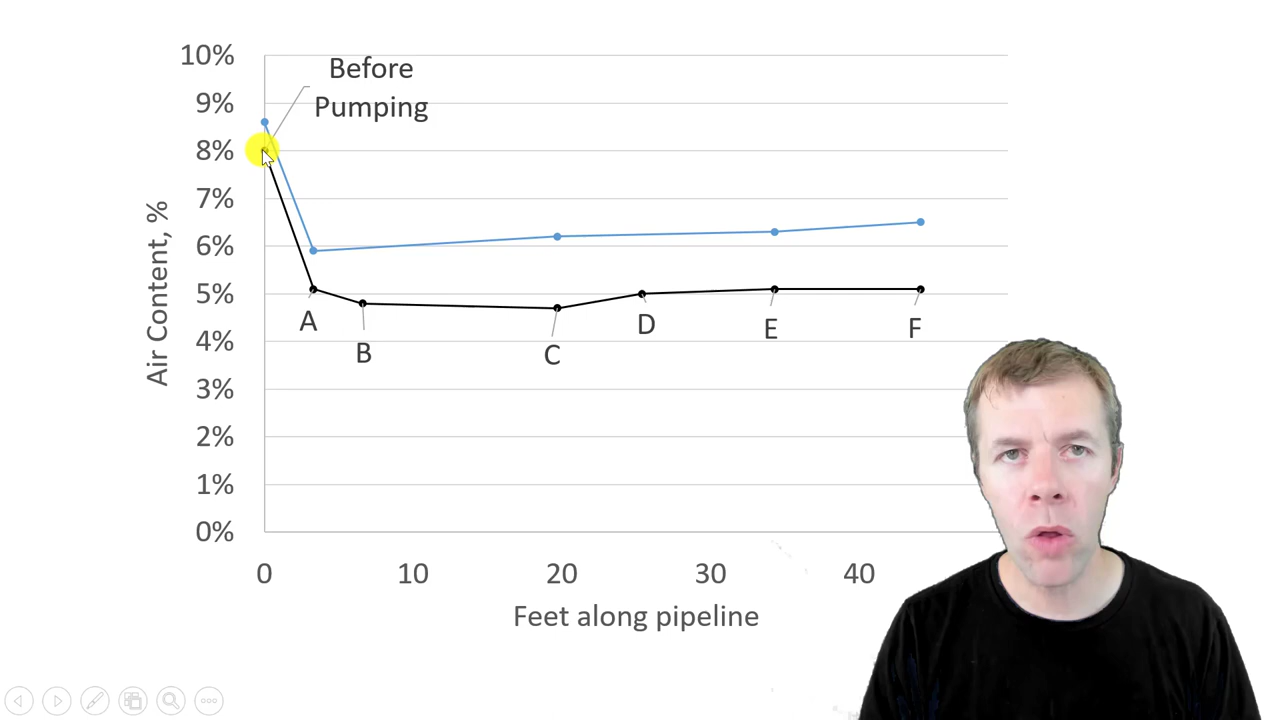 10%
9%
8%
7%
6%
5%
4%
3%
2%
1%
0%
Air Content, %
Before
Pumping
A
B
C
D
E
F
0
10
20
30
40
Feet along pipeline